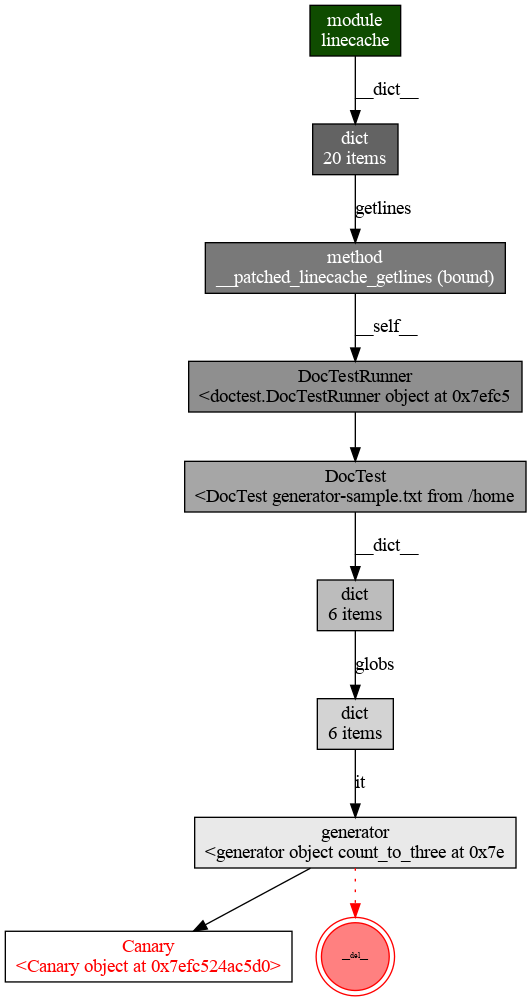 module
linecache
__dict__
dict
20 items
getlines
method
__patched_linecache_getlines (bound)
__self__
DocTestRunner
<doctest.DocTestRunner object at 0x7efc5
DocTest
<DocTest generator-sample.txt from /home
__dict__
dict
6 items
globs
dict
6 items
it
generator
<generator object count_to_three at 0x7e
Canary
<Canary object at 0x7efc524ac5d0>
__del__